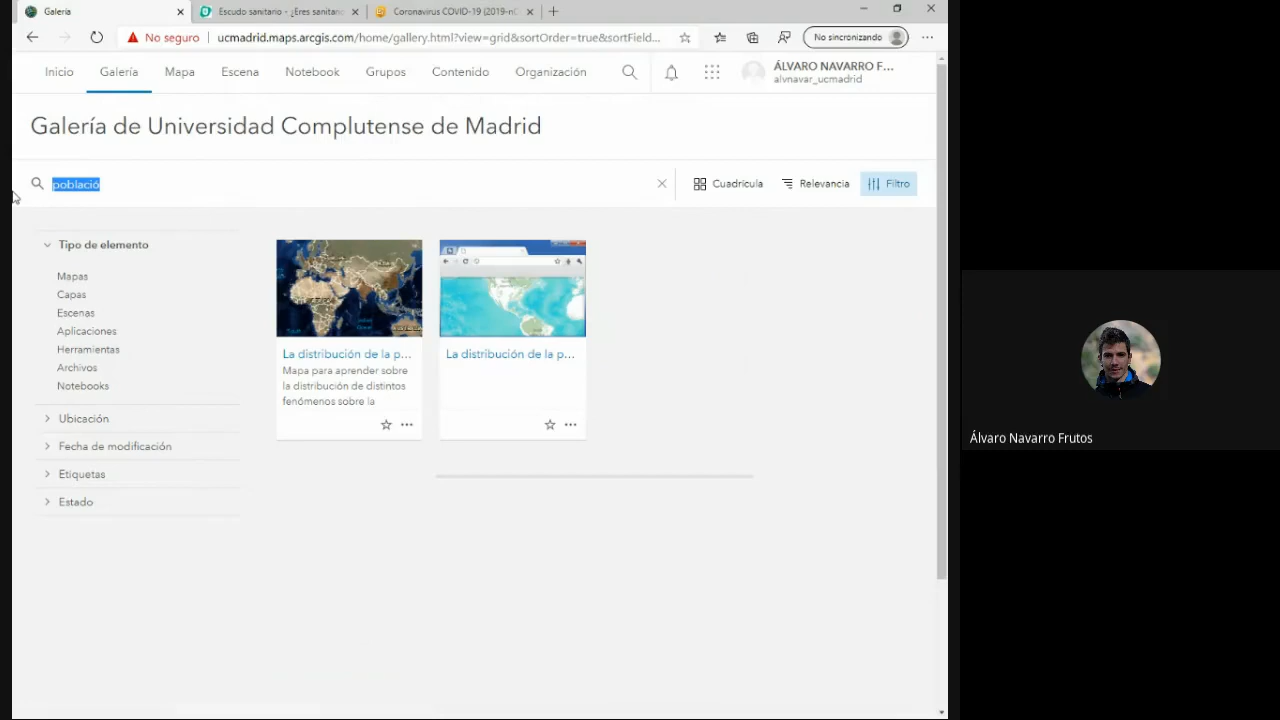 Galería
Escudo sanitario - ¿Eres sanitario
Coronavirus COVID-19 (2019-nC
No seguro
ucmadrid.maps.arcgis.com/home/gallery.html?view=grid&sortOrder=true&sortField...
No sincronizando
Inicio
Galería
Mapa
Escena
Notebook
Grupos
Contenido
Organización
ÁLVARO NAVARRO F...
alvnavar_ucmadrid
Galería de Universidad Complutense de Madrid
població
Cuadrícula
Relevancia
Filtro
Tipo de elemento
Mapas
Capas
Escenas
Aplicaciones
Herramientas
Archivos
Notebooks
Ubicación
Fecha de modificación
Etiquetas
Estado
La distribución de la p...
Mapa para aprender sobre
la distribución de distintos
fenómenos sobre la
La distribución de la p...
Álvaro Navarro Frutos